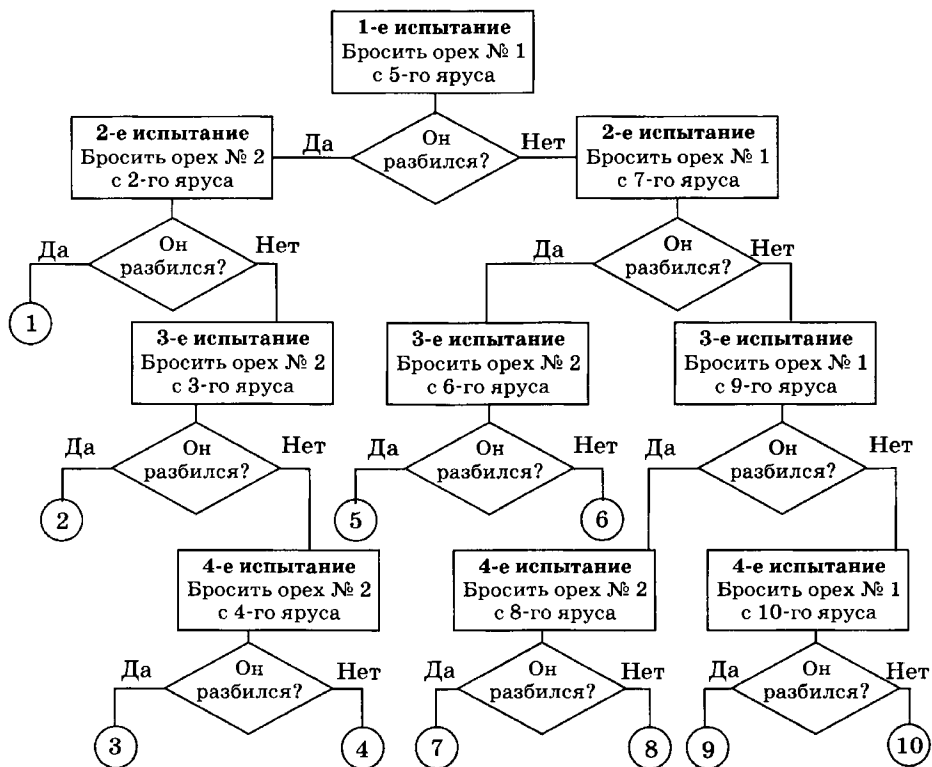 1-е испытание
Бросить орех № 1
с 5-го яруса
Да
Он
разбился?
Нет
2-е испытание
Бросить орех № 2
с 2-го яруса
2-е испытание
Бросить орех № 1
с 7-го яруса
Да
Он
разбился?
Нет
Да
Он
разбился?
Нет
1
3-е испытание
Бросить орех № 2
с 3-го яруса
3-е испытание
Бросить орех № 2
с 6-го яруса
3-е испытание
Бросить орех № 1
с 9-го яруса
Да
Он
разбился?
Нет
Да
Он
разбился?
Нет
Да
Он
разбился?
Нет
2
5
6
4-е испытание
Бросить орех № 2
с 4-го яруса
4-е испытание
Бросить орех № 2
с 8-го яруса
4-е испытание
Бросить орех № 1
с 10-го яруса
Да
Он
разбился?
Нет
Да
Он
разбился?
Нет
Да
Он
разбился?
Нет
3
4
7
8
9
10